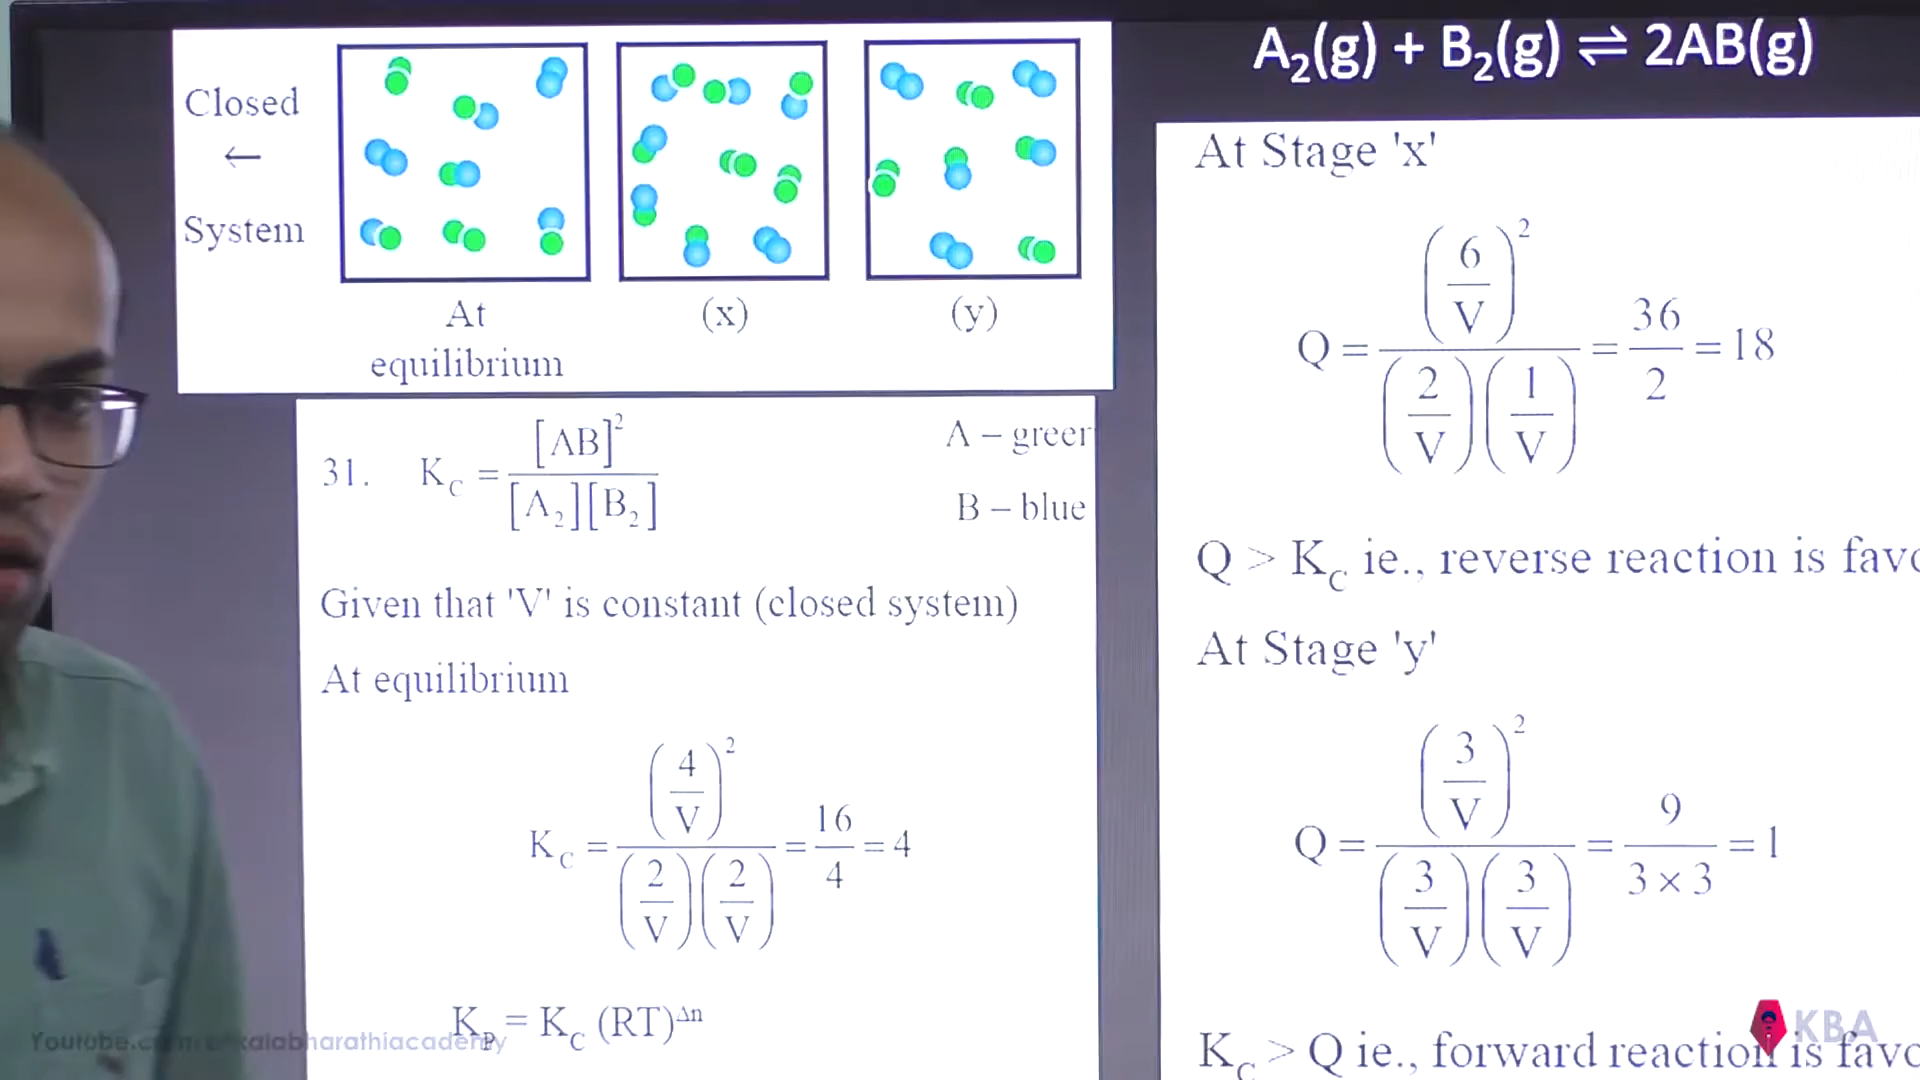 Closed
←
System
At
equilibrium
(x)
(y)
A₂(g) + B₂(g) ⇌ 2AB(g)
31. K_C = [AB]² / [A₂][B₂]
A – green
B – blue
Given that 'V' is constant (closed system)
At equilibrium
K_C = (4/V)² / (2/V)(2/V) = 16/4 = 4
K_P = K_C (RT)^Δn
At Stage 'x'
Q = (6/V)² / (2/V)(1/V) = 36/2 = 18
Q > K_C ie., reverse reaction is
At Stage 'y'
Q = (3/V)² / (3/V)(3/V) = 9 / 3 × 3 = 1
K_C > Q ie., forward reaction is
KBA